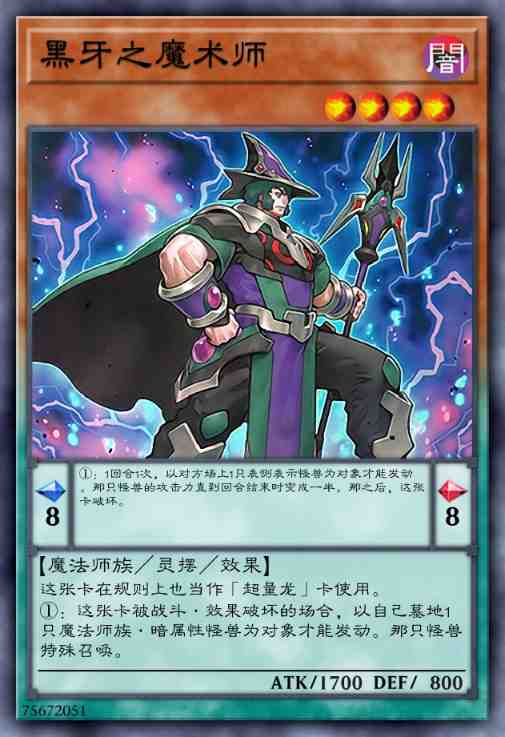 黑牙之魔术师
闇
①：1回合1次，以对方场上1只表侧表示怪兽为对象才能发动
。那只怪兽的攻击力直到回合结束时变成一半。那之后，这张
卡破坏。
8
8
【魔法师族／灵摆／效果】
这张卡在规则上也当作「超量龙」卡使用。
①：这张卡被战斗·效果破坏的场合，以自己墓地1
只魔法师族·暗属性怪兽为对象才能发动。那只怪兽
特殊召唤。
ATK/1700 DEF/ 800
75672051